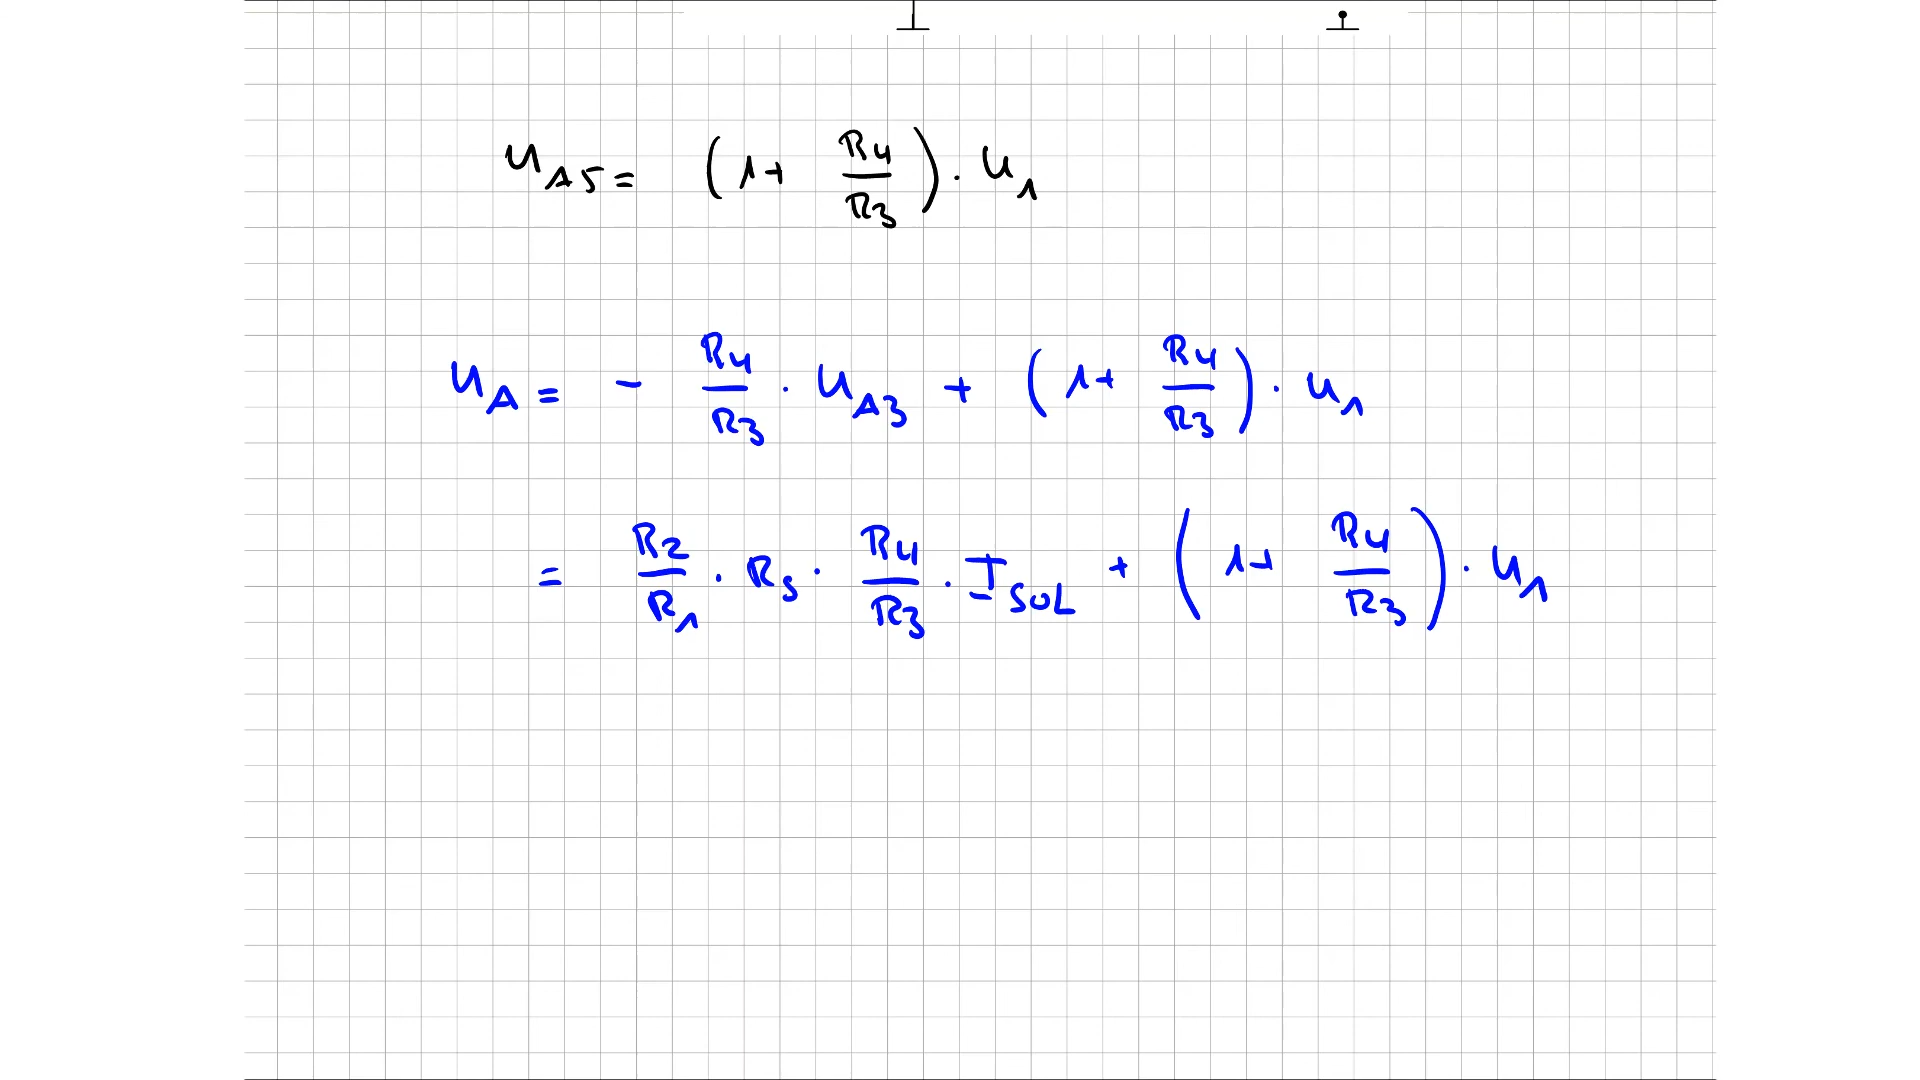 U_A5 = (1 + R4/R3) · U_1
U_A = - R4/R3 · U_A3 + (1 + R4/R3) · U_1
= R2/R1 · R_S · R4/R3 · I_SOL + (1 + R4/R3) · U_1